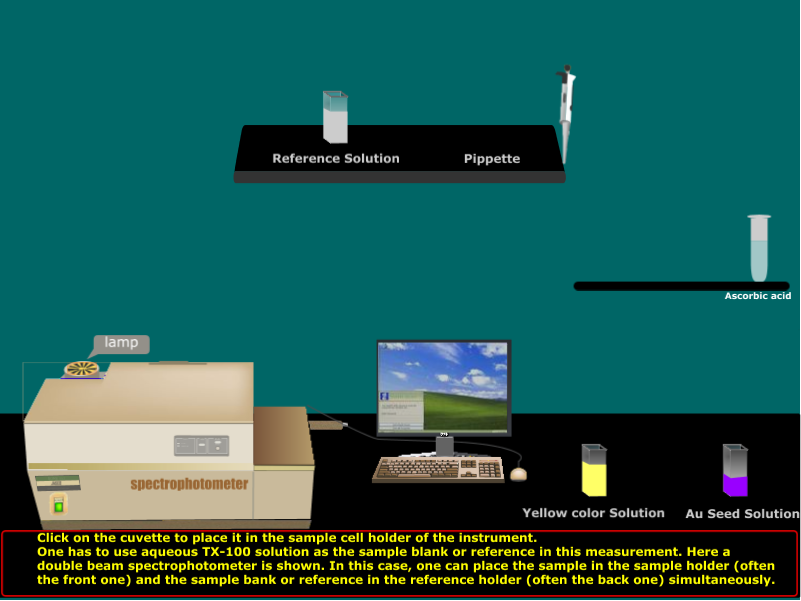 Reference Solution
Pippette
Ascorbic acid
lamp
spectrophotometer
Yellow color Solution
Au Seed Solution
Click on the cuvette to place it in the sample cell holder of the instrument.
One has to use aqueous TX-100 solution as the sample blank or reference in this measurement. Here a
double beam spectrophotometer is shown. In this case, one can place the sample in the sample holder (often
the front one) and the sample bank or reference in the reference holder (often the back one) simultaneously.